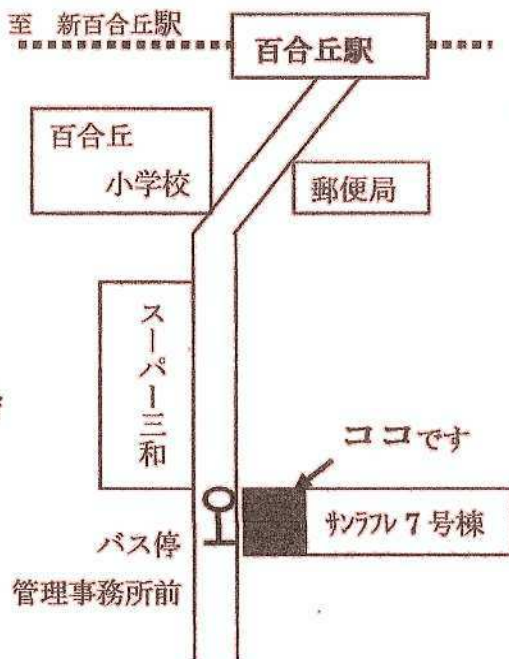 至 新百合丘駅
百合丘駅
百合丘
小学校
郵便局
スーパー三和
ココです
サンラフレ7号棟
バス停
管理事務所前